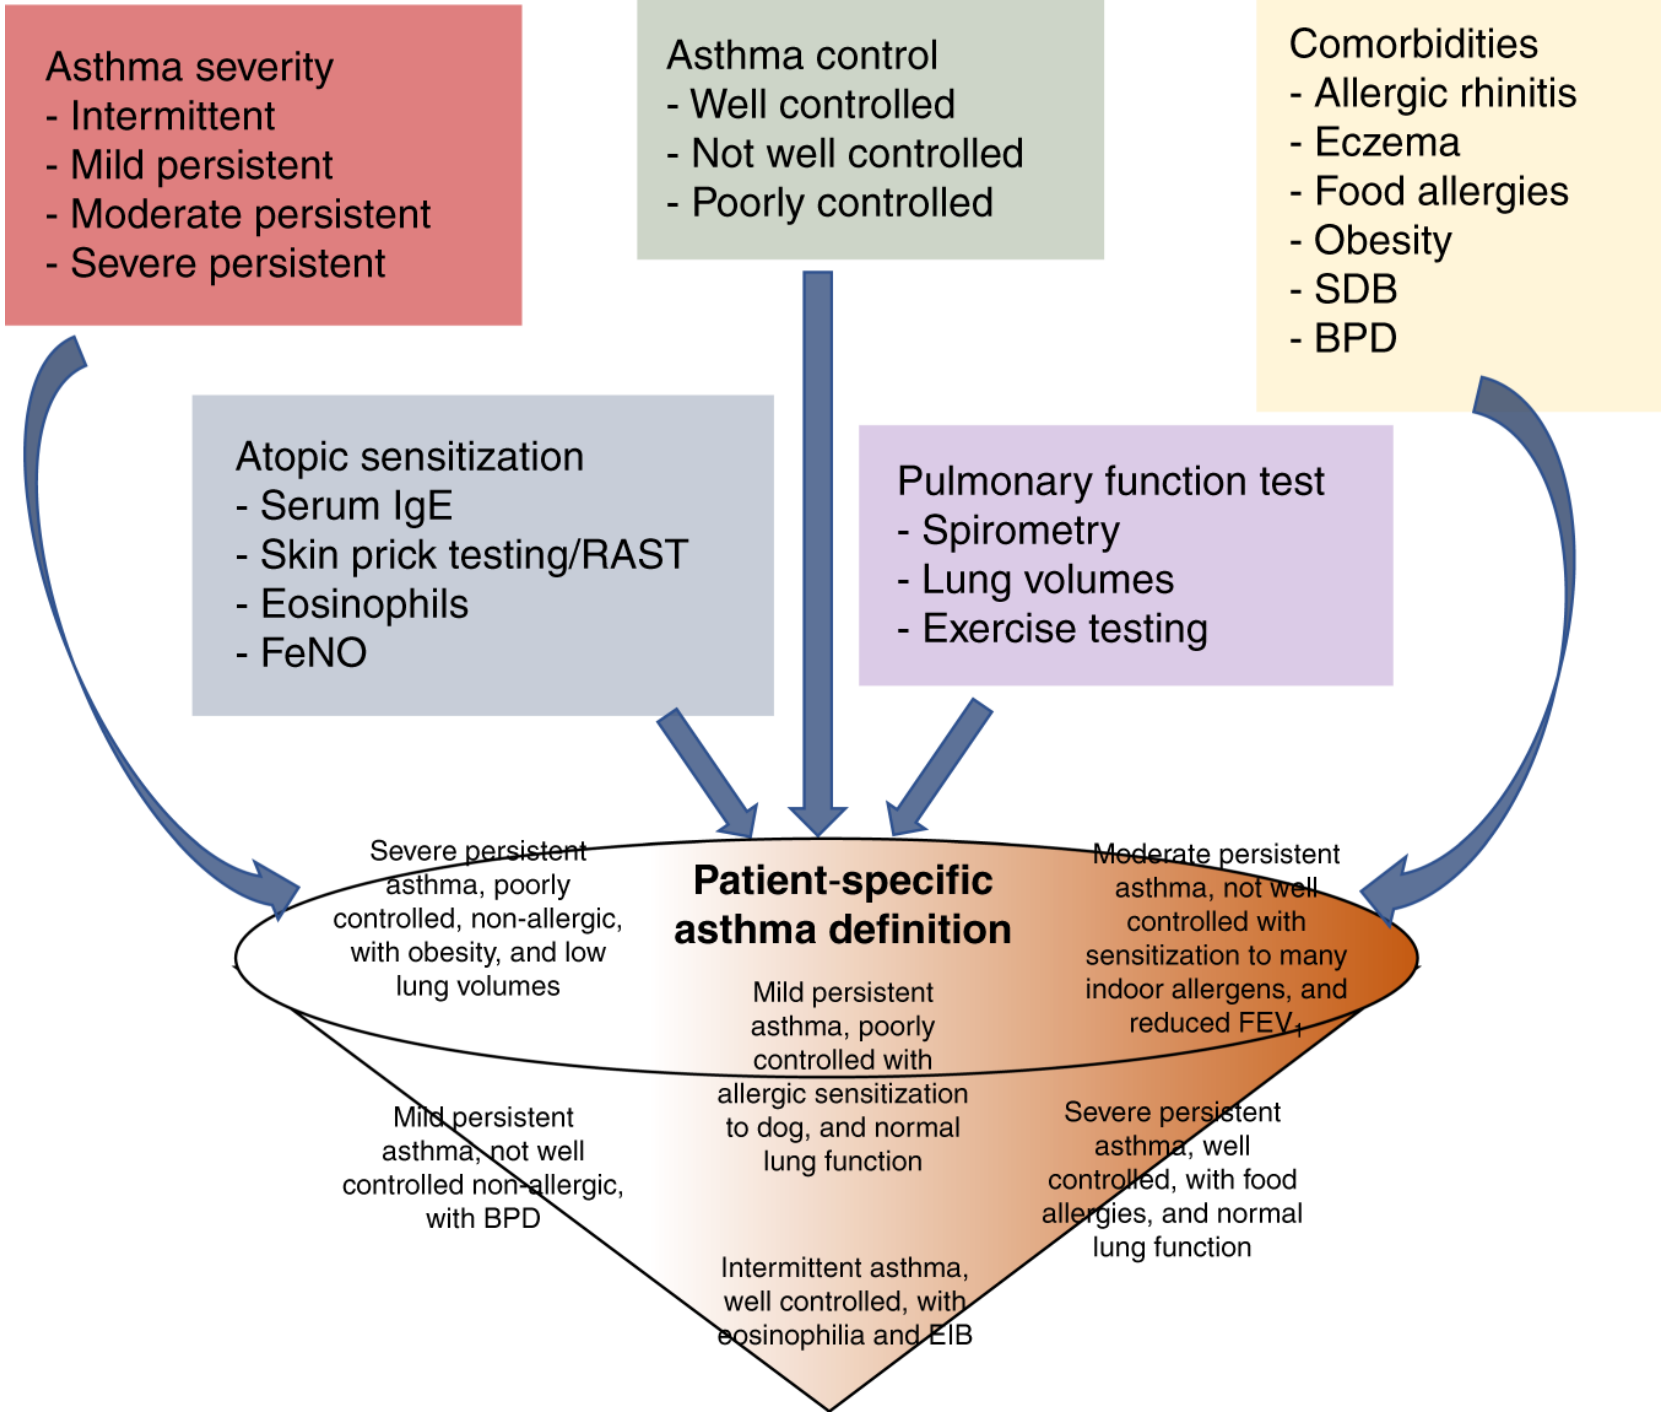 Asthma severity
- Intermittent
- Mild persistent
- Moderate persistent
- Severe persistent
Asthma control
- Well controlled
- Not well controlled
- Poorly controlled
Comorbidities
- Allergic rhinitis
- Eczema
- Food allergies
- Obesity
- SDB
- BPD
Atopic sensitization
- Serum IgE
- Skin prick testing/RAST
- Eosinophils
- FeNO
Pulmonary function test
- Spirometry
- Lung volumes
- Exercise testing
Severe persistent
asthma, poorly
controlled, non-allergic,
with obesity, and low
lung volumes
Patient-specific
asthma definition
Mild persistent
asthma, poorly
controlled with
allergic sensitization
to dog, and normal
lung function
Moderate persistent
asthma, not well
controlled with
sensitization to many
indoor allergens, and
reduced FEV₁
Mild persistent
asthma, not well
controlled non-allergic,
with BPD
Severe persistent
asthma, well
controlled, with food
allergies, and normal
lung function
Intermittent asthma,
well controlled, with
eosinophilia and EIB